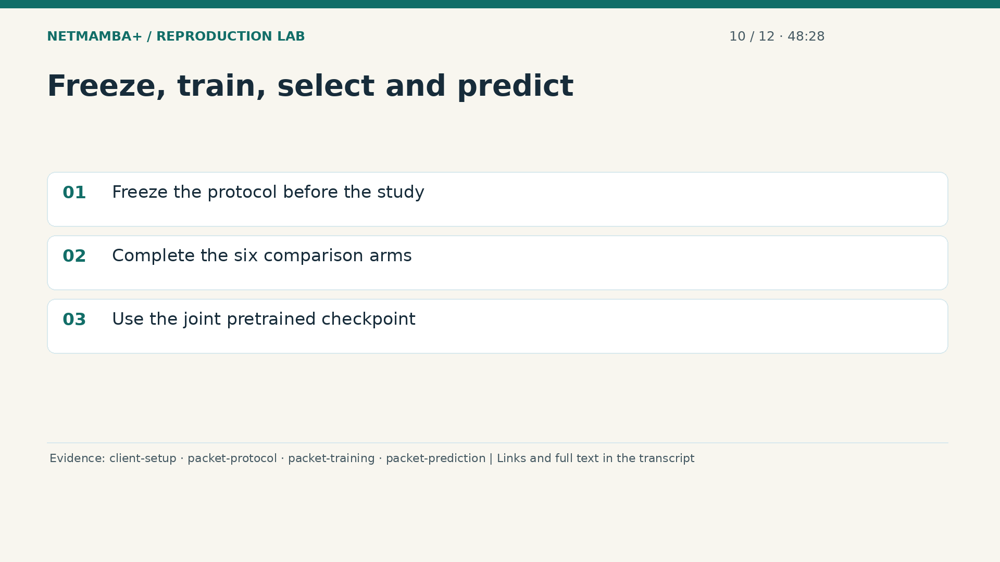 NETMAMBA+ / REPRODUCTION LAB
10 / 12 · 48:28
Freeze, train, select and predict
01 Freeze the protocol before the study
02 Complete the six comparison arms
03 Use the joint pretrained checkpoint
Evidence: client-setup · packet-protocol · packet-training · packet-prediction | Links and full text in the transcript